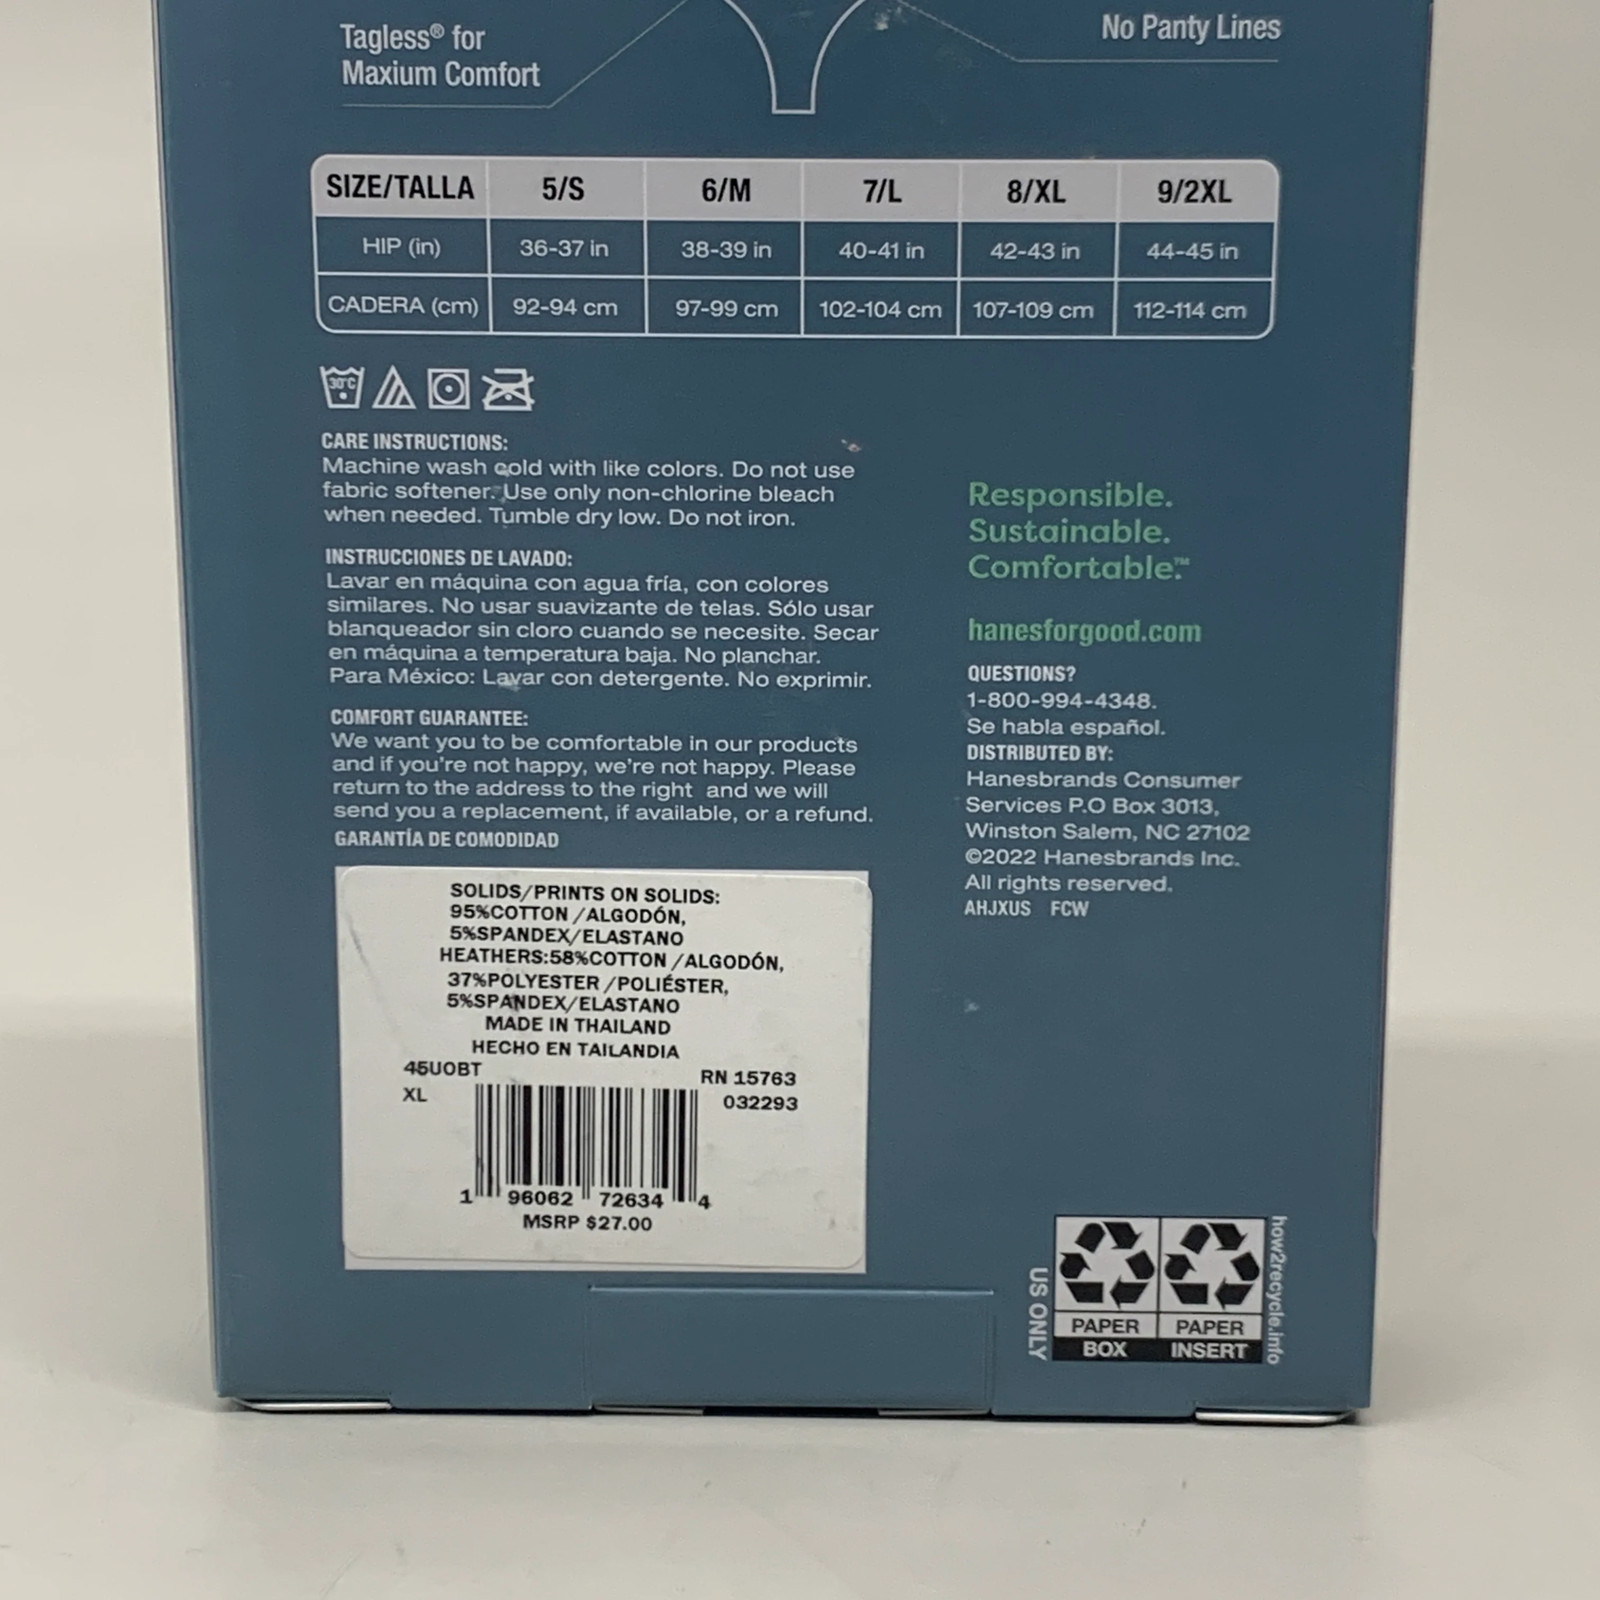 Tagless® for
Maxium Comfort
No Panty Lines
SIZE/TALLA 5/S 6/M 7/L 8/XL 9/2XL
HIP (in) 36-37 in 38-39 in 40-41 in 42-43 in 44-45 in
CADERA (cm) 92-94 cm 97-99 cm 102-104 cm 107-109 cm 112-114 cm
30°C
CARE INSTRUCTIONS:
Machine wash cold with like colors. Do not use
fabric softener. Use only non-chlorine bleach
when needed. Tumble dry low. Do not iron.
INSTRUCCIONES DE LAVADO:
Lavar en máquina con agua fría, con colores
similares. No usar suavizante de telas. Sólo usar
blanqueador sin cloro cuando se necesite. Secar
en máquina a temperatura baja. No planchar.
Para México: Lavar con detergente. No exprimir.
COMFORT GUARANTEE:
We want you to be comfortable in our products
and if you're not happy, we're not happy. Please
return to the address to the right and we will
send you a replacement, if available, or a refund.
GARANTÍA DE COMODIDAD
SOLIDS/PRINTS ON SOLIDS:
95%COTTON /ALGODÓN,
5%SPANDEX/ELASTANO
HEATHERS:58%COTTON /ALGODÓN,
37%POLYESTER /POLIÉSTER,
5%SPANDEX/ELASTANO
MADE IN THAILAND
HECHO EN TAILANDIA
45UOBT RN 15763
XL 032293
1 96062 72634 4
MSRP $27.00
Responsible.
Sustainable.
Comfortable.™
hanesforgood.com
QUESTIONS?
1-800-994-4348.
Se habla español.
DISTRIBUTED BY:
Hanesbrands Consumer
Services P.O Box 3013,
Winston Salem, NC 27102
©2022 Hanesbrands Inc.
All rights reserved.
AHJXUS FCW
US ONLY
PAPER PAPER
BOX INSERT
how2recycle.info